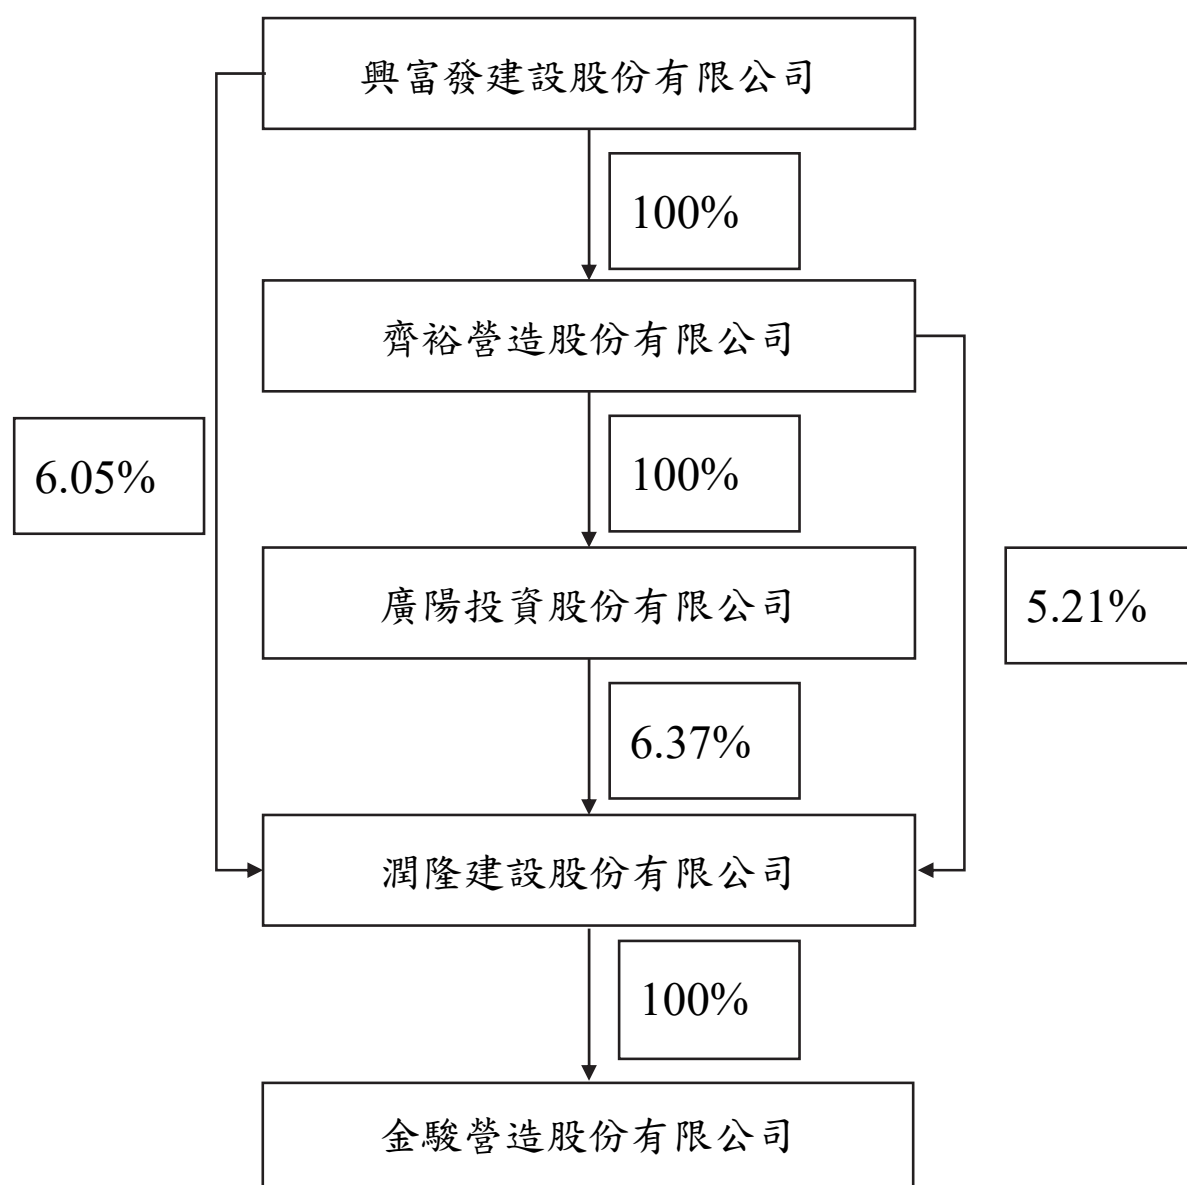 興富發建設股份有限公司
100%
齊裕營造股份有限公司
6.05%
100%
廣陽投資股份有限公司
5.21%
6.37%
潤隆建設股份有限公司
100%
金駿營造股份有限公司